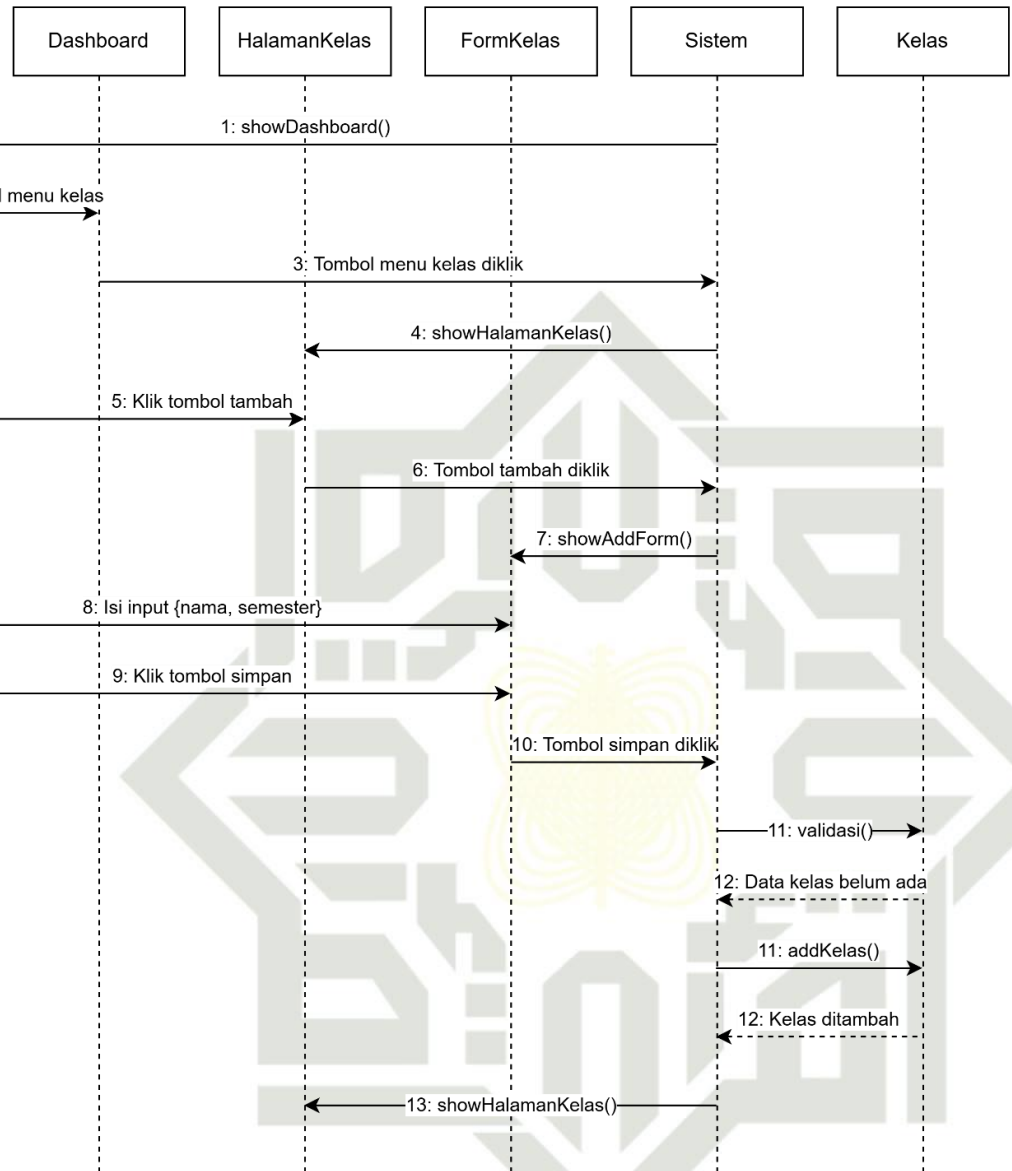 Dashboard
HalamanKelas
FormKelas
Sistem
Kelas
1: showDashboard()
menu kelas
3: Tombol menu kelas diklik
4: showHalamanKelas()
5: Klik tombol tambah
6: Tombol tambah diklik
7: showAddForm()
8: Isi input {nama, semester}
9: Klik tombol simpan
10: Tombol simpan diklik
11: validasi()
12: Data kelas belum ada
11: addKelas()
12: Kelas ditambah
13: showHalamanKelas()